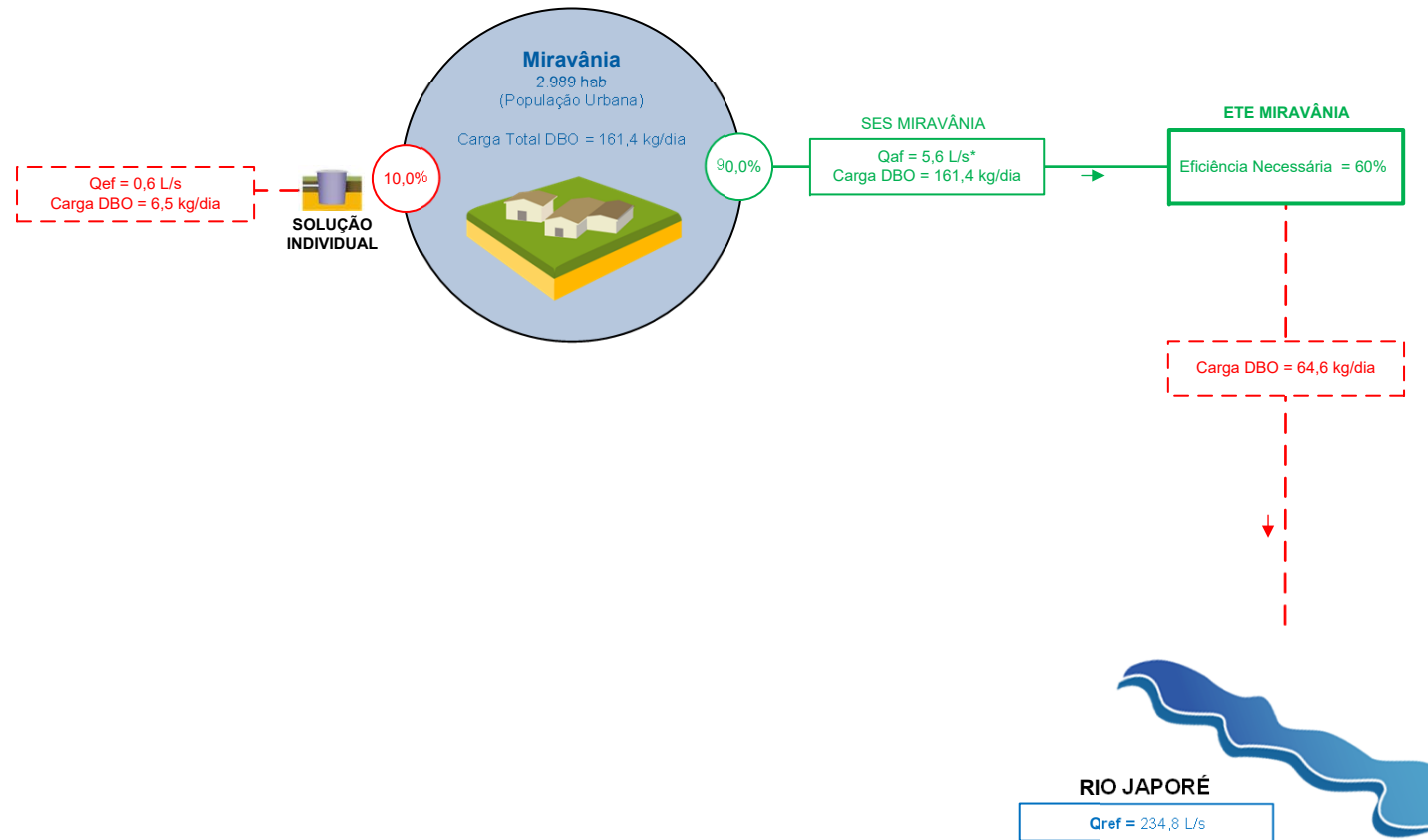 Miravânia
2.989 hab
(População Urbana)
Carga Total DBO = 161,4 kg/dia
Qef = 0,6 L/s
Carga DBO = 6,5 kg/dia
SOLUÇÃO
INDIVIDUAL
10,0%
90,0%
SES MIRAVÂNIA
Qaf = 5,6 L/s*
Carga DBO = 161,4 kg/dia
ETE MIRAVÂNIA
Eficiência Necessária = 60%
Carga DBO = 64,6 kg/dia
RIO JAPORÉ
Qref = 234,8 L/s